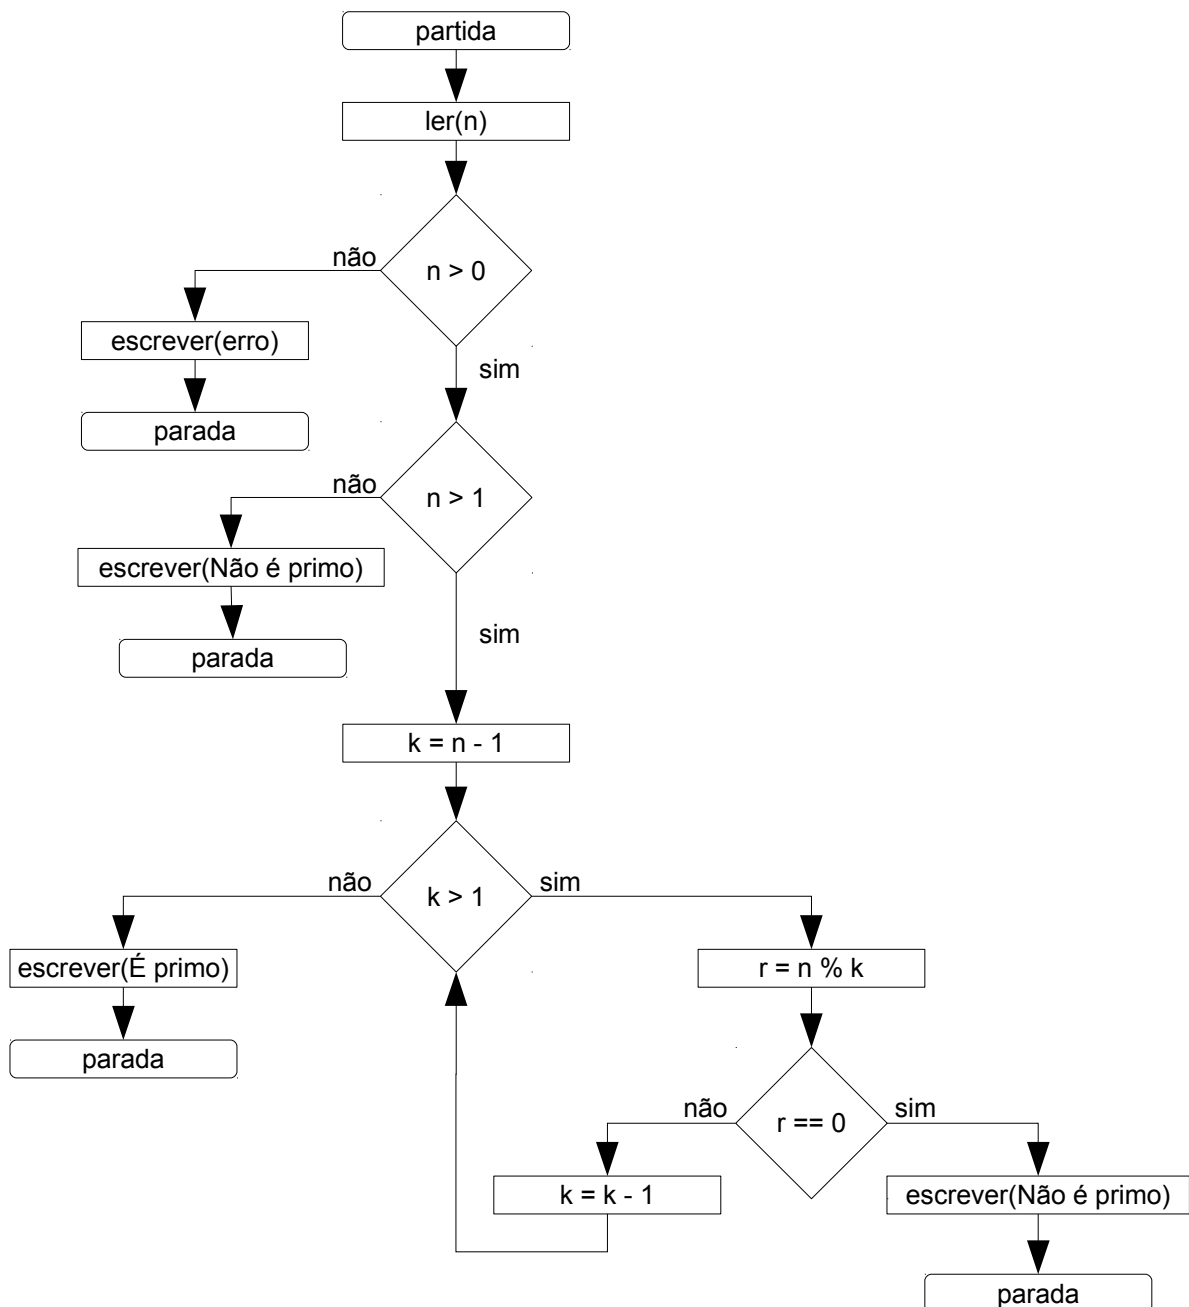 partida
ler(n)
não
n > 0
escrever(erro)
sim
parada
não
n > 1
escrever(Não é primo)
sim
parada
k = n - 1
não
k > 1
sim
escrever(É primo)
r = n % k
parada
não
r == 0
sim
k = k - 1
escrever(Não é primo)
parada